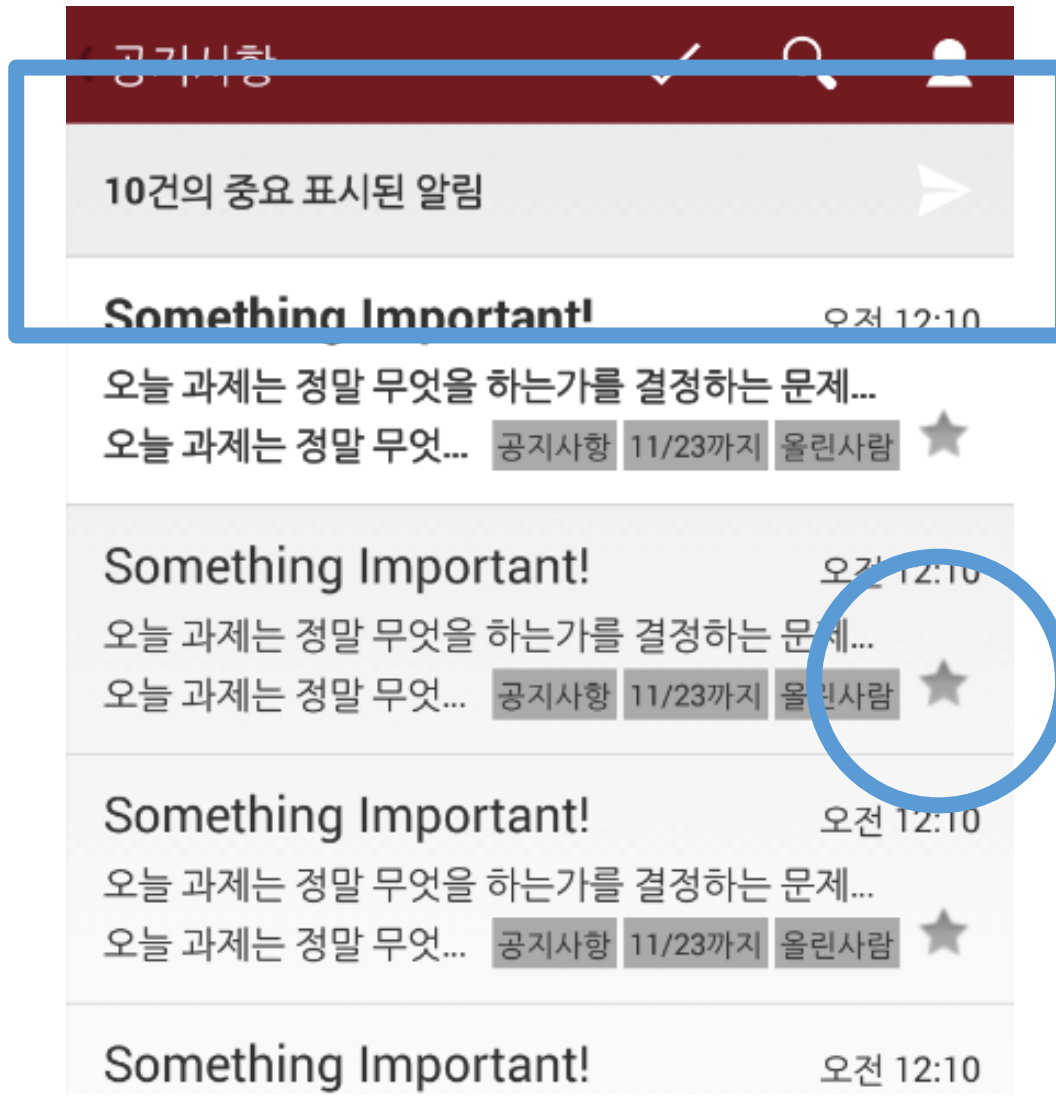 공지사항
10건의 중요 표시된 알림
Something Important! 오전 12:10
오늘 과제는 정말 무엇을 하는가를 결정하는 문제...
오늘 과제는 정말 무엇... 공지사항 11/23까지 올린사람
Something Important! 오전 12:10
오늘 과제는 정말 무엇을 하는가를 결정하는 문제...
오늘 과제는 정말 무엇... 공지사항 11/23까지 올린사람
Something Important! 오전 12:10
오늘 과제는 정말 무엇을 하는가를 결정하는 문제...
오늘 과제는 정말 무엇... 공지사항 11/23까지 올린사람
Something Important! 오전 12:10